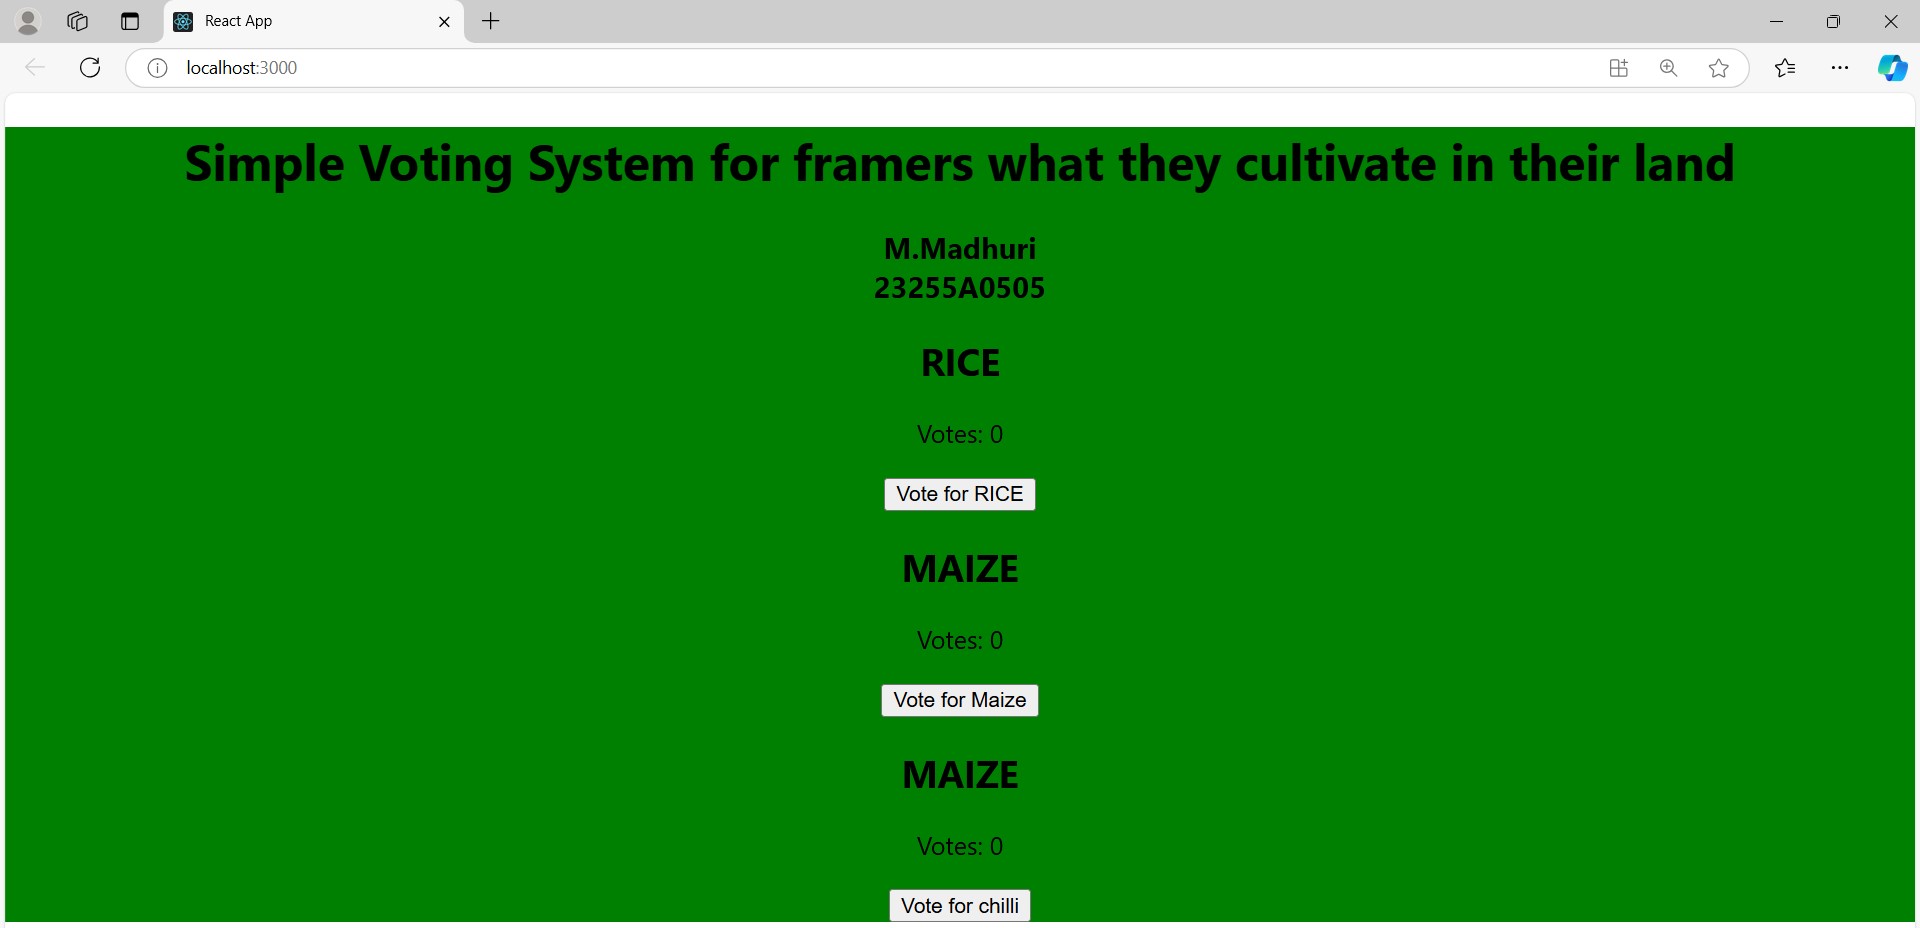 React App
localhost:3000
Simple Voting System for framers what they cultivate in their land
M.Madhuri
23255A0505
RICE
Votes: 0
Vote for RICE
MAIZE
Votes: 0
Vote for Maize
MAIZE
Votes: 0
Vote for chilli